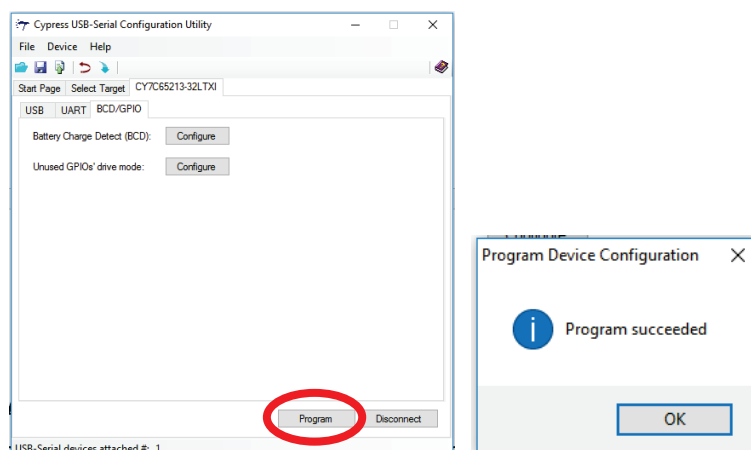 Cypress USB-Serial Configuration Utility
File Device Help
Start Page Select Target CY7C65213-32LTXI
USB UART BCD/GPIO
Battery Charge Detect (BCD): Configure
Unused GPIOs' drive mode: Configure
Program Disconnect
USB-Serial devices attached #: 1
Program Device Configuration
Program succeeded
OK